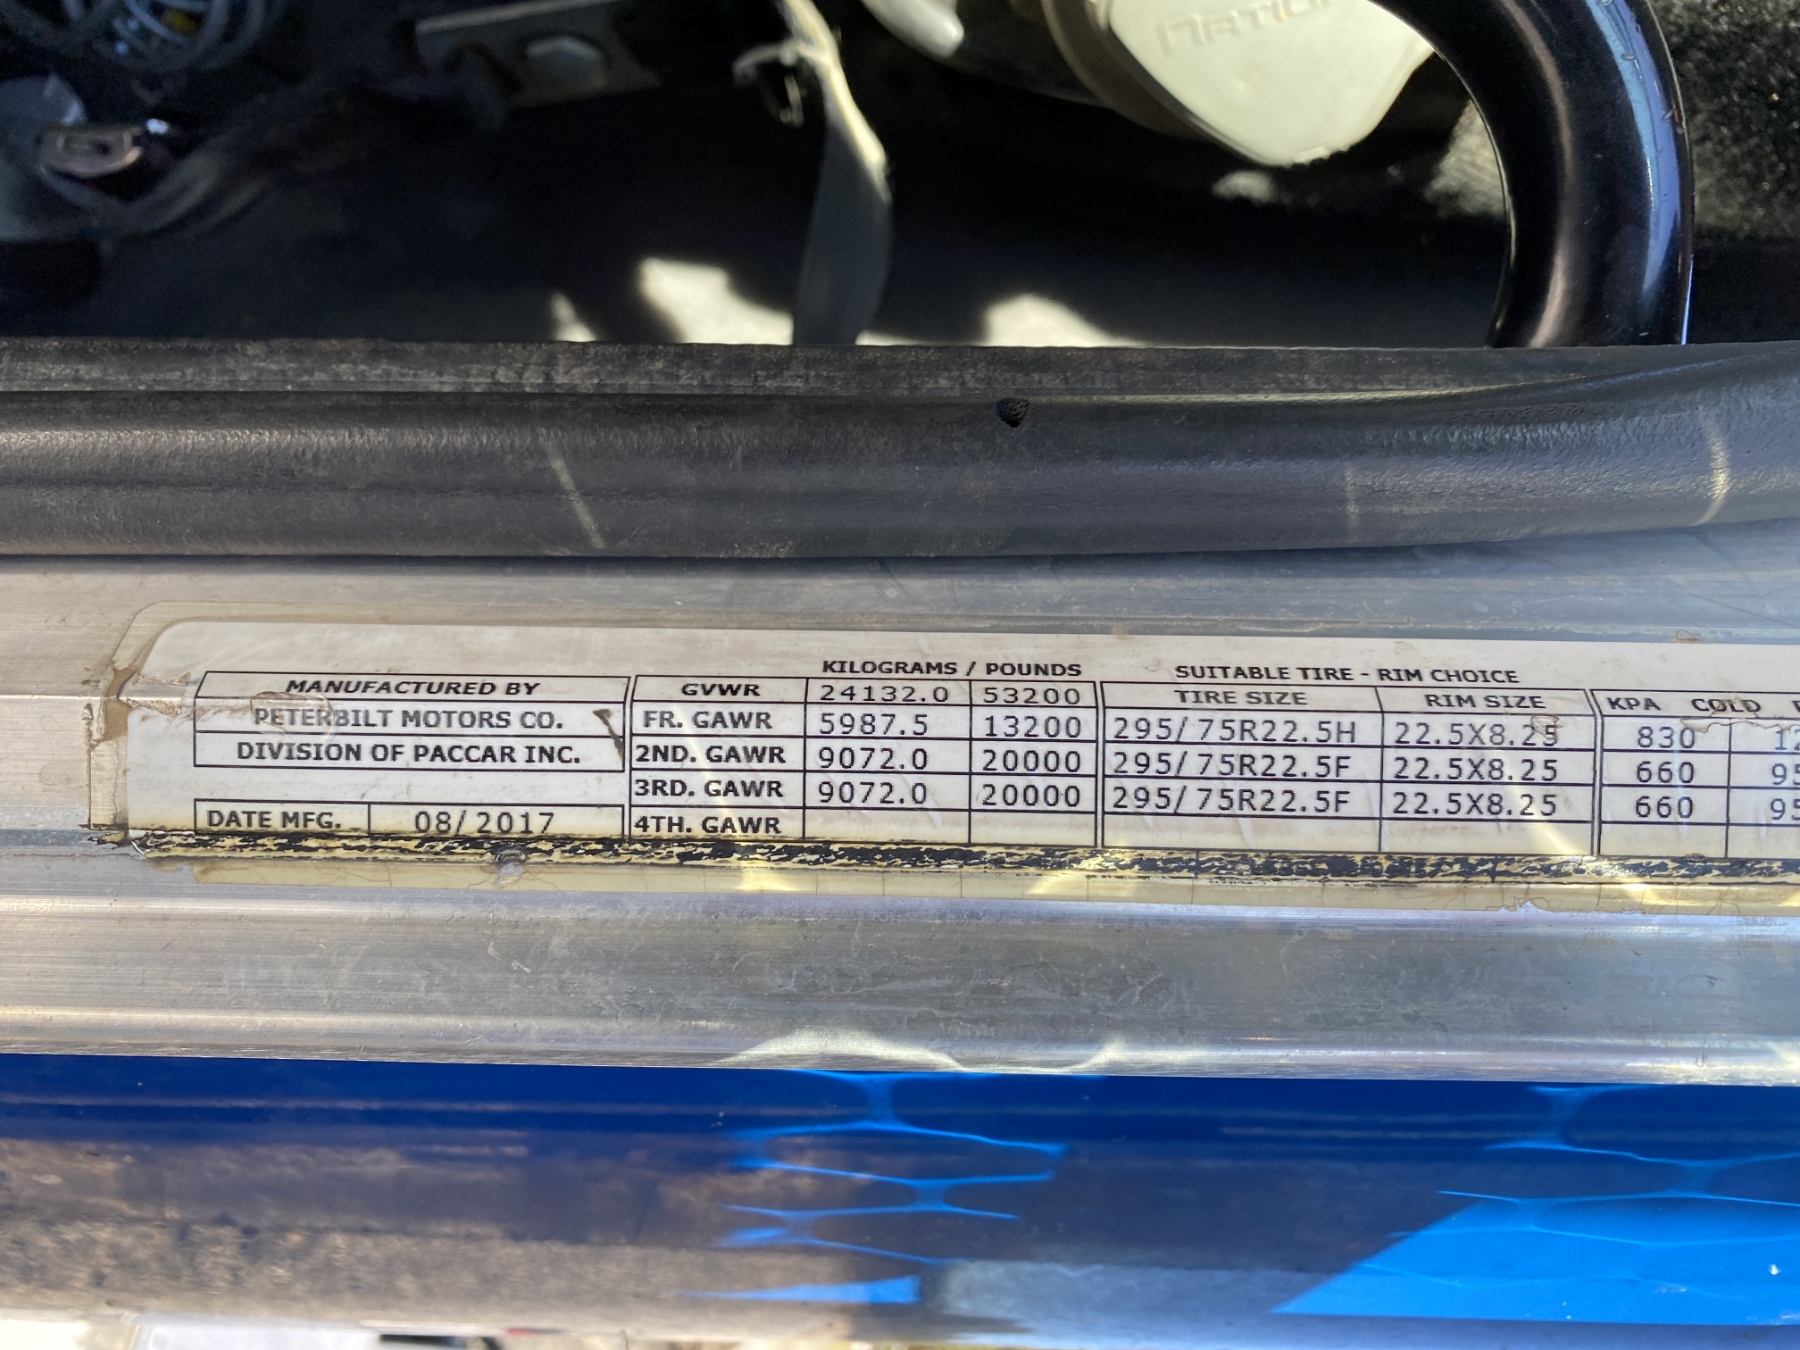 NATIO
KILOGRAMS / POUNDS SUITABLE TIRE - RIM CHOICE
MANUFACTURED BY GVWR 24132.0 53200 TIRE SIZE RIM SIZE KPA COLD
PETERBILT MOTORS CO. FR. GAWR 5987.5 13200 295/75R22.5H 22.5X8.25 830
DIVISION OF PACCAR INC. 2ND. GAWR 9072.0 20000 295/75R22.5F 22.5X8.25 660
3RD. GAWR 9072.0 20000 295/75R22.5F 22.5X8.25 660
DATE MFG. 08/2017 4TH. GAWR